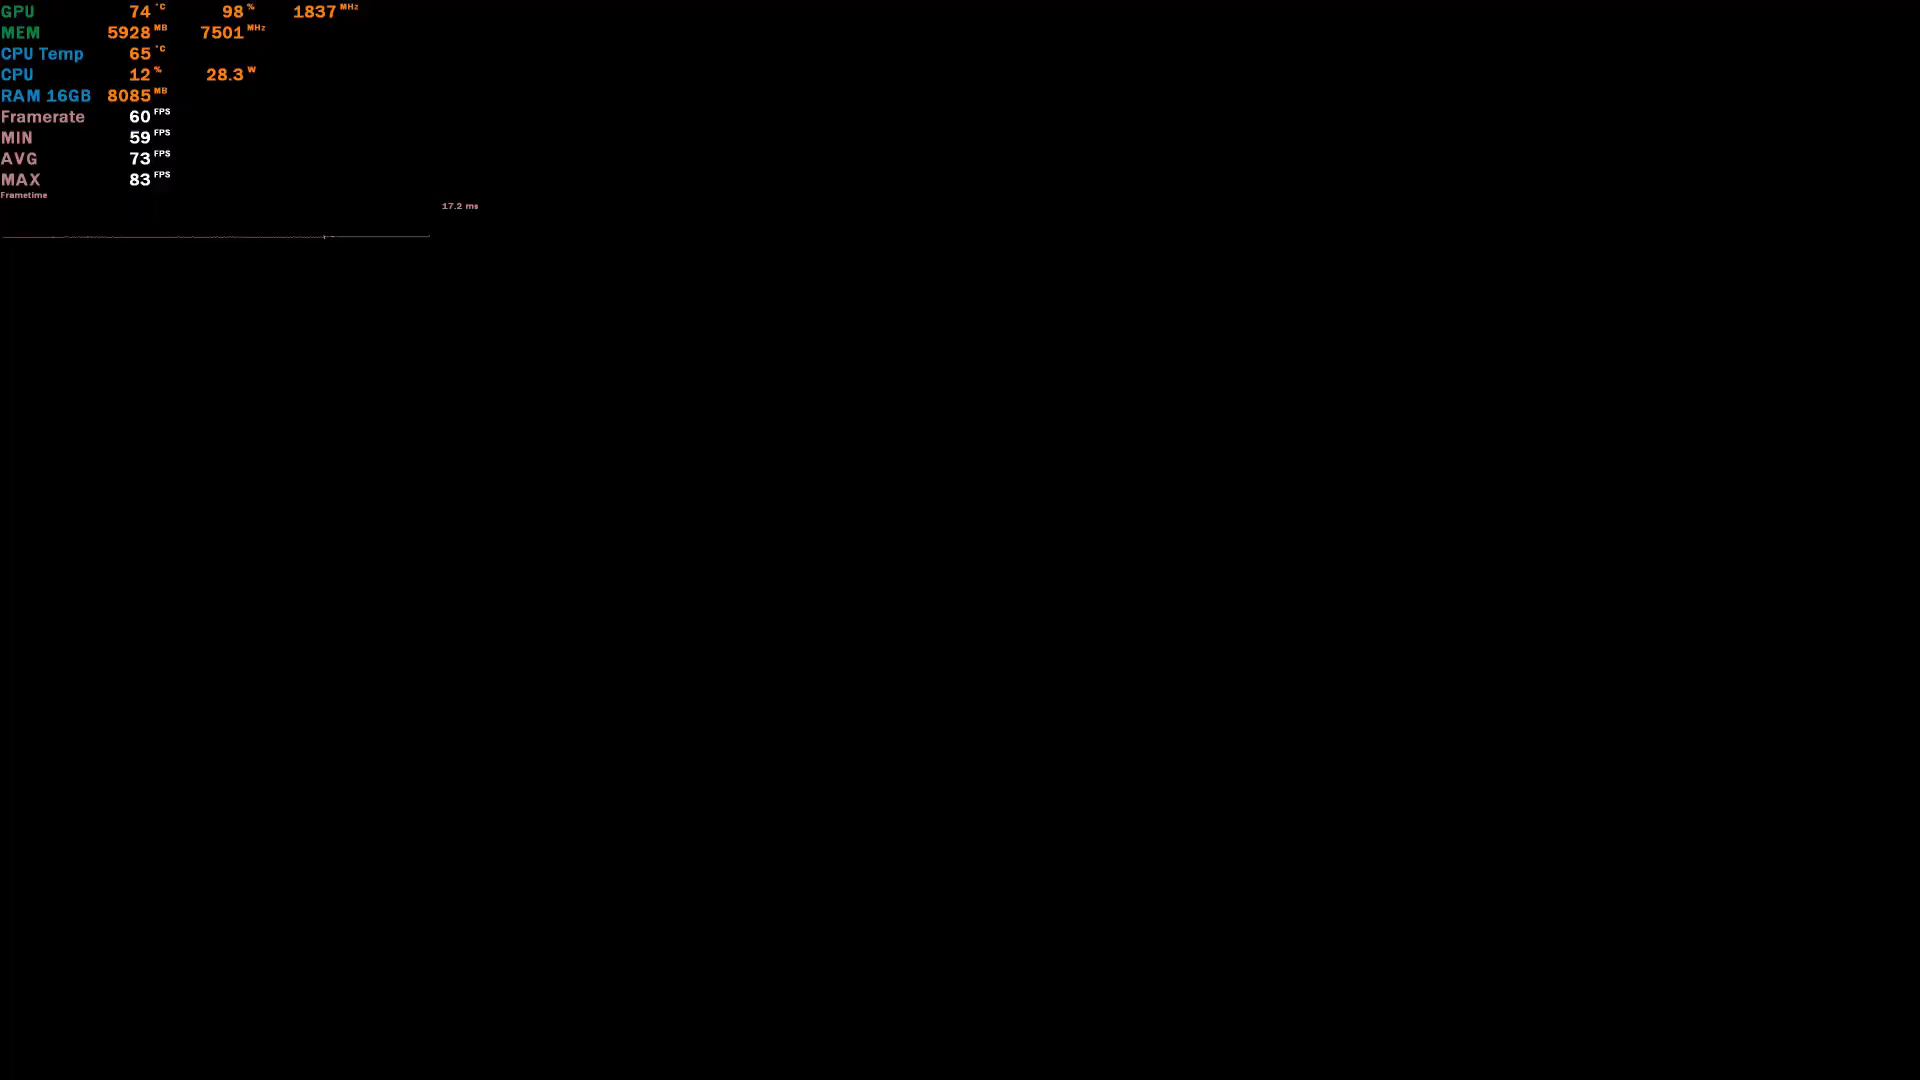 GPU 74 °C 98 % 1837 MHz
MEM 5928 MB 7501 MHz
CPU Temp 65 °C
CPU 12 % 28.3 W
RAM 16GB 8085 MB
Framerate 60 FPS
MIN 59 FPS
AVG 73 FPS
MAX 83 FPS
Frametime
17.2 ms